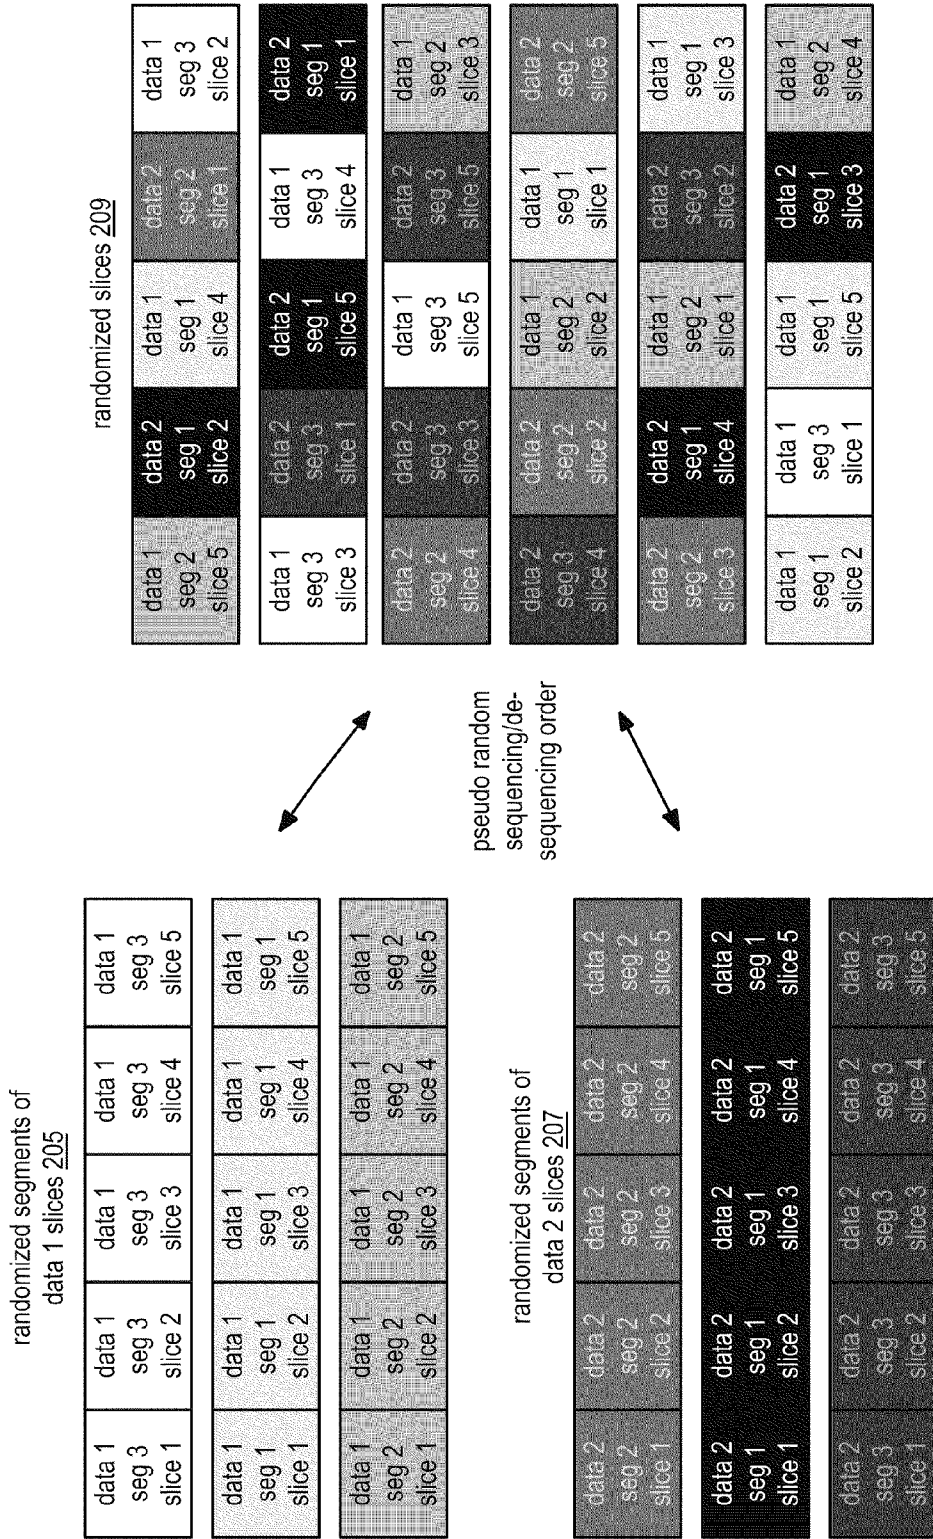 randomized segments of
data 1 slices 205
data 1
seg 3
slice 1
data 1
seg 3
slice 2
data 1
seg 3
slice 3
data 1
seg 3
slice 4
data 1
seg 3
slice 5
data 1
seg 1
slice 1
data 1
seg 1
slice 2
data 1
seg 1
slice 3
data 1
seg 1
slice 4
data 1
seg 1
slice 5
data 1
seg 2
slice 1
data 1
seg 2
slice 2
data 1
seg 2
slice 3
data 1
seg 2
slice 4
data 1
seg 2
slice 5
randomized segments of
data 2 slices 207
data 2
seg 2
slice 1
data 2
seg 2
slice 2
data 2
seg 2
slice 3
data 2
seg 2
slice 4
data 2
seg 2
slice 5
data 2
seg 1
slice 1
data 2
seg 1
slice 2
data 2
seg 1
slice 3
data 2
seg 1
slice 4
data 2
seg 1
slice 5
data 2
seg 3
slice 1
data 2
seg 3
slice 2
data 2
seg 3
slice 3
data 2
seg 3
slice 4
data 2
seg 3
slice 5
pseudo random
sequencing/de-
sequencing order
randomized slices 209
data 1
seg 2
slice 5
data 2
seg 1
slice 2
data 1
seg 1
slice 4
data 2
seg 2
slice 1
data 1
seg 3
slice 2
data 1
seg 3
slice 3
data 2
seg 3
slice 1
data 2
seg 1
slice 5
data 1
seg 3
slice 4
data 2
seg 1
slice 1
data 2
seg 2
slice 4
data 2
seg 3
slice 3
data 1
seg 3
slice 5
data 2
seg 3
slice 5
data 1
seg 2
slice 3
data 2
seg 3
slice 4
data 2
seg 2
slice 2
data 1
seg 2
slice 2
data 1
seg 1
slice 1
data 2
seg 2
slice 5
data 2
seg 2
slice 3
data 2
seg 1
slice 4
data 1
seg 2
slice 1
data 2
seg 3
slice 2
data 1
seg 1
slice 3
data 1
seg 1
slice 2
data 1
seg 3
slice 1
data 1
seg 1
slice 5
data 2
seg 1
slice 3
data 1
seg 2
slice 4